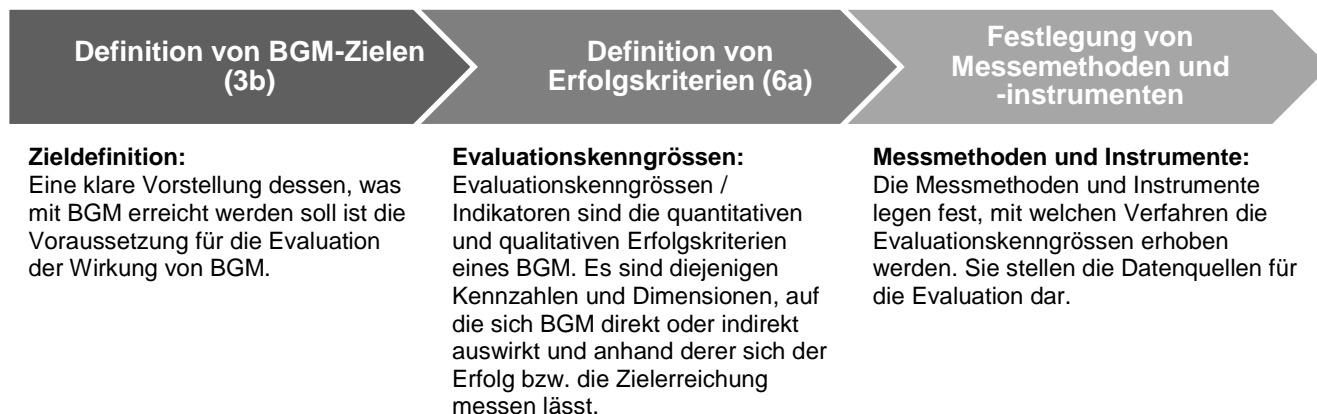 Definition von BGM-Zielen
(3b)
Definition von
Erfolgskriterien (6a)
Festlegung von
Messemethoden und
-instrumenten
Zieldefinition:
Eine klare Vorstellung dessen, was
mit BGM erreicht werden soll ist die
Voraussetzung für die Evaluation
der Wirkung von BGM.
Evaluationskenngrössen:
Evaluationskenngrössen /
Indikatoren sind die quantitativen
und qualitativen Erfolgskriterien
eines BGM. Es sind diejenigen
Kennzahlen und Dimensionen, auf
die sich BGM direkt oder indirekt
auswirkt und anhand derer sich der
Erfolg bzw. die Zielerreichung
messen lässt.
Messmethoden und Instrumente:
Die Messmethoden und Instrumente
legen fest, mit welchen Verfahren die
Evaluationskenngrössen erhoben
werden. Sie stellen die Datenquellen für
die Evaluation dar.